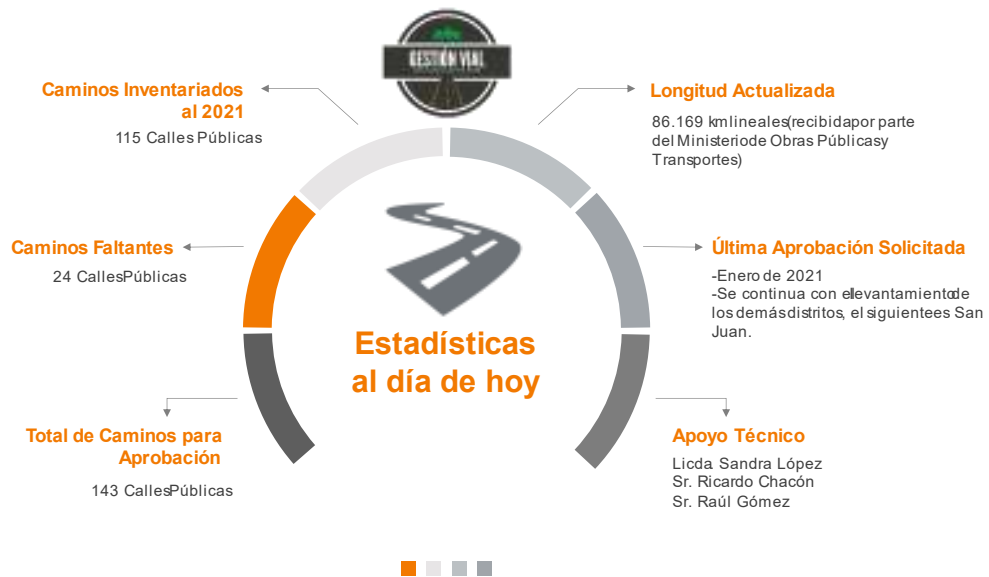 GESTIÓN VIAL
Caminos Inventariados
al 2021
115 Calles Públicas
Caminos Faltantes
24 CallesPúblicas
Total de Caminos para
Aprobación
143 CallesPúblicas
Estadísticas
al día de hoy
Longitud Actualizada
86.169 kmlineales(recibidapor parte
del Ministeriode Obras Públicasy
Transportes)
Última Aprobación Solicitada
-Enero de 2021
-Se continua con ellevantamientode
los demásdistritos, el siguientees San
Juan.
Apoyo Técnico
Licda. Sandra López
Sr. Ricardo Chacón
Sr. Raúl Gómez